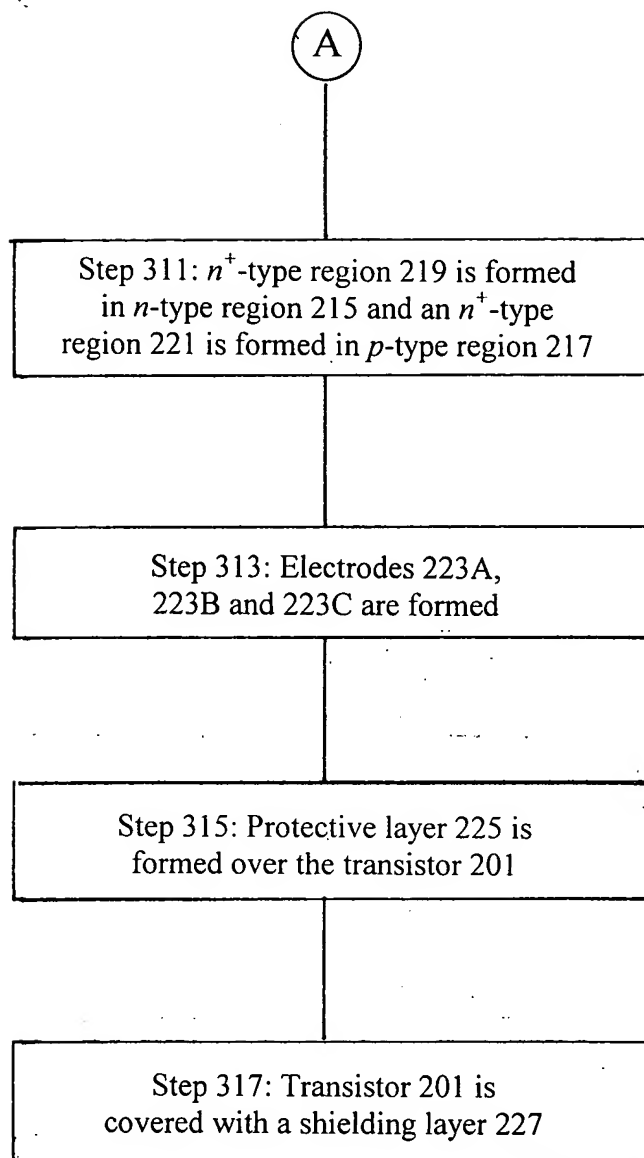 A
Step 311: n⁺-type region 219 is formed
in n-type region 215 and an n⁺-type
region 221 is formed in p-type region 217
Step 313: Electrodes 223A,
223B and 223C are formed
Step 315: Protective layer 225 is
formed over the transistor 201
Step 317: Transistor 201 is
covered with a shielding layer 227